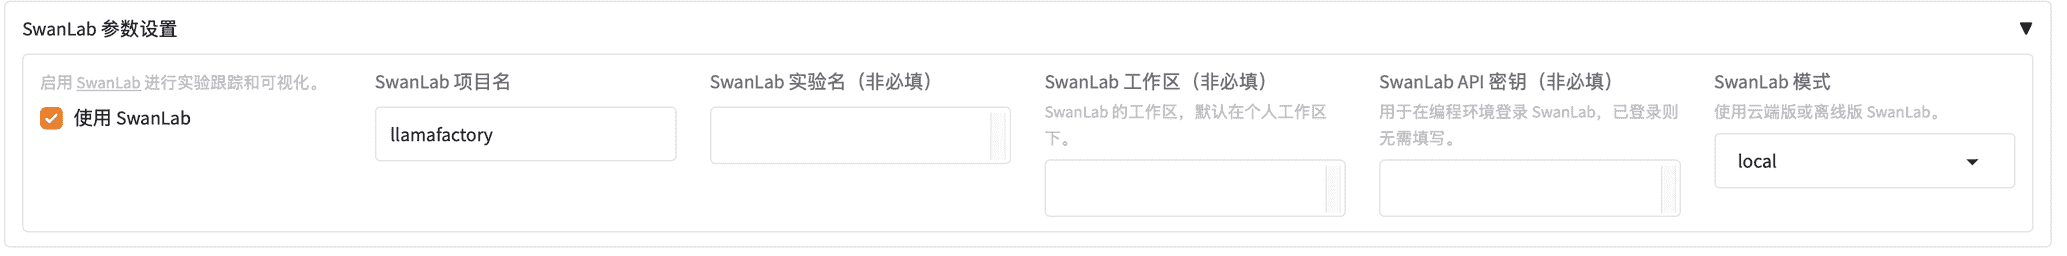 SwanLab 参数设置
启用 SwanLab 进行实验跟踪和可视化。
使用 SwanLab
SwanLab 项目名
llamafactory
SwanLab 实验名（非必填）
SwanLab 工作区（非必填）
SwanLab 的工作区，默认在个人工作区
下。
SwanLab API 密钥（非必填）
用于在编程环境登录 SwanLab，已登录则
无需填写。
SwanLab 模式
使用云端版或离线版 SwanLab。
local